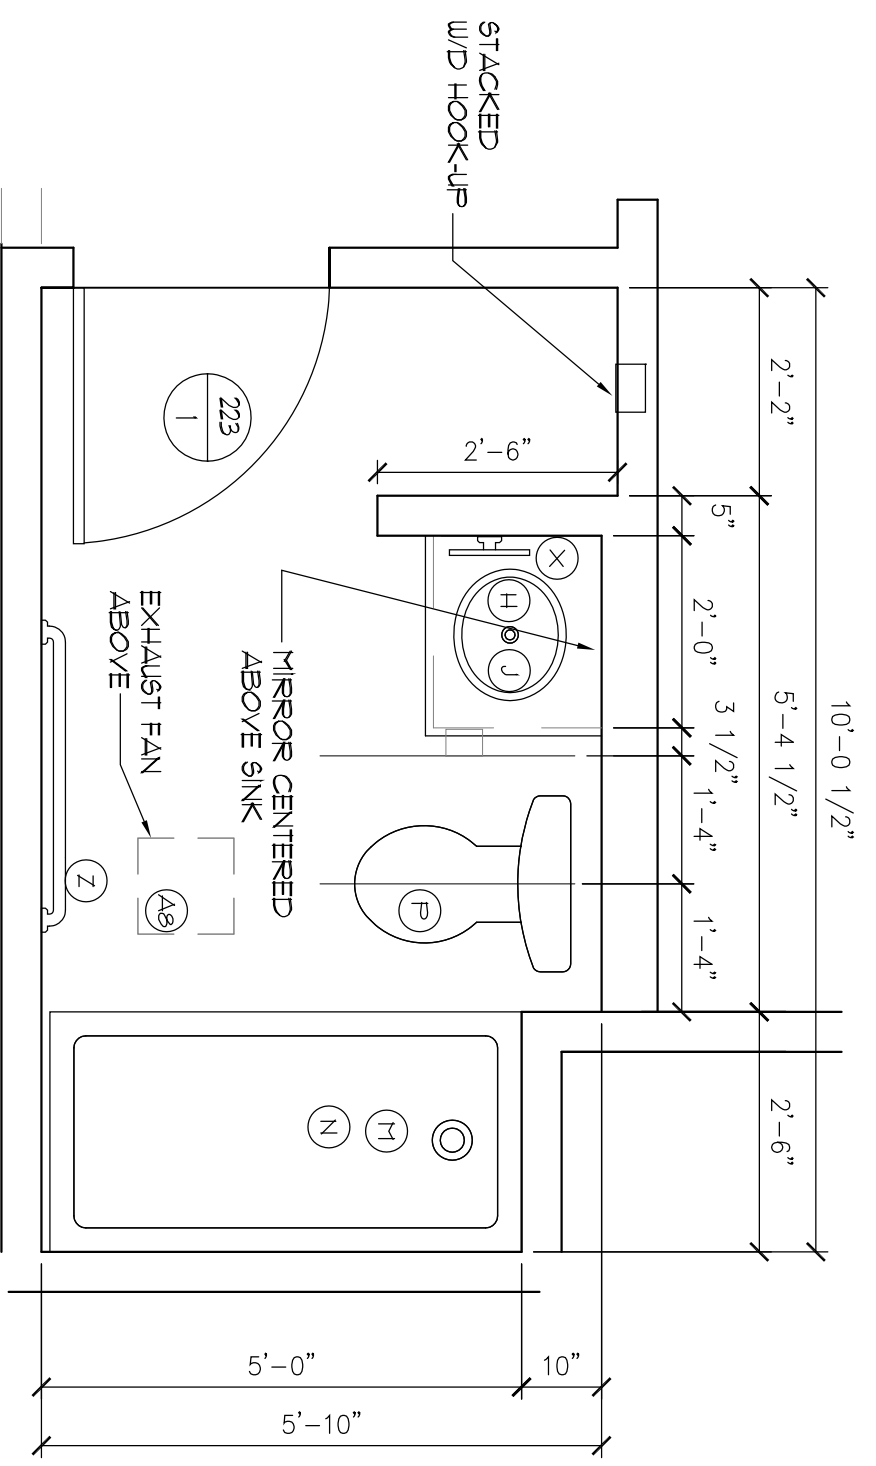 STACKED
W/D HOOK-UP
10'-0 1/2"
2'-2"
5'-4 1/2"
2'-6"
5"
2'-0"
3 1/2"
1'-4"
1'-4"
2'-6"
X
H
J
P
MIRROR CENTERED
ABOVE SINK
223
1
EXHAUST FAN
ABOVE
A8
Z
M
N
10"
5'-0"
5'-10"